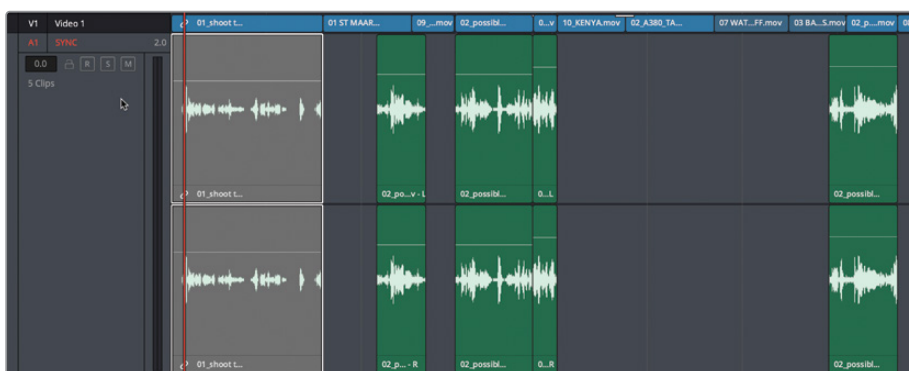 V1 Video 1 01_shoot t... 01 ST MAAR... 09_...mov 02_possibl... 0...v 10_KENYA.mov 02_A380_TA... 07 WAT...FF.mov 03 BA...S.mov 02_p....mov
A1 SYNC 2.0
0.0 R S M
5 Clips
01_shoot t... 02_po...v - L 02_possibl... 0...L 02_possibl...
01_shoot t... 02_p... - R 02_possibl... 0...R 02_possibl...